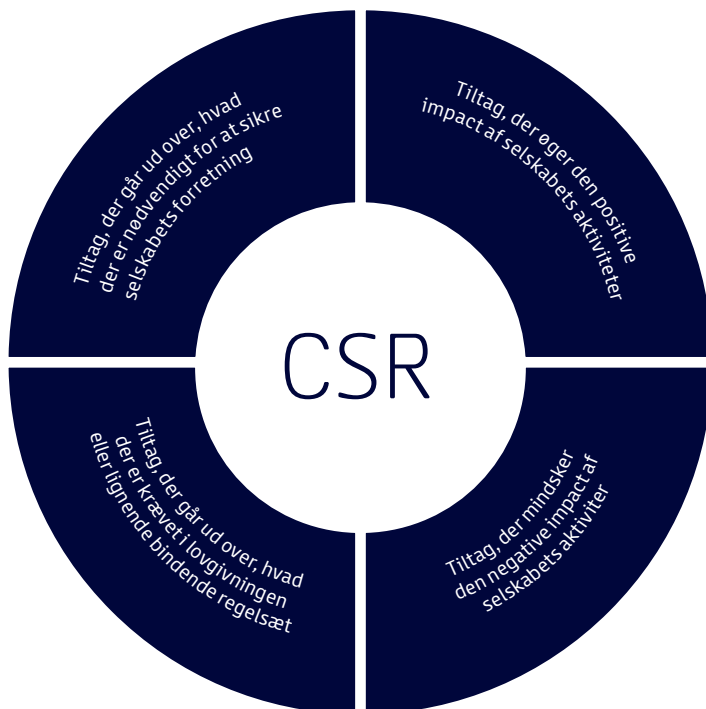 Tiltag, der går ud over, hvad
der er nødvendigt for at sikre
selskabets forretning
Tiltag, der øger den positive
impact af selskabets aktiviteter
CSR
Tiltag, der går ud over, hvad
der er krævet i lovgivningen
eller lignende bindende regelsæt
Tiltag, der mindsker
den negative impact af
selskabets aktiviter